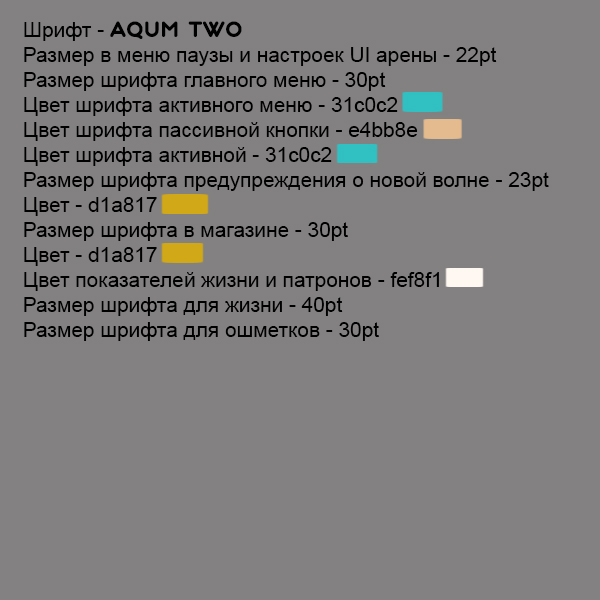 Шрифт - AQUM TWO
Размер в меню паузы и настроек UI арены - 22pt
Размер шрифта главного меню - 30pt
Цвет шрифта активного меню - 31c0c2
Цвет шрифта пассивной кнопки - e4bb8e
Цвет шрифта активной - 31c0c2
Размер шрифта предупреждения о новой волне - 23pt
Цвет - d1a817
Размер шрифта в магазине - 30pt
Цвет - d1a817
Цвет показателей жизни и патронов - fef8f1
Размер шрифта для жизни - 40pt
Размер шрифта для ошметков - 30pt